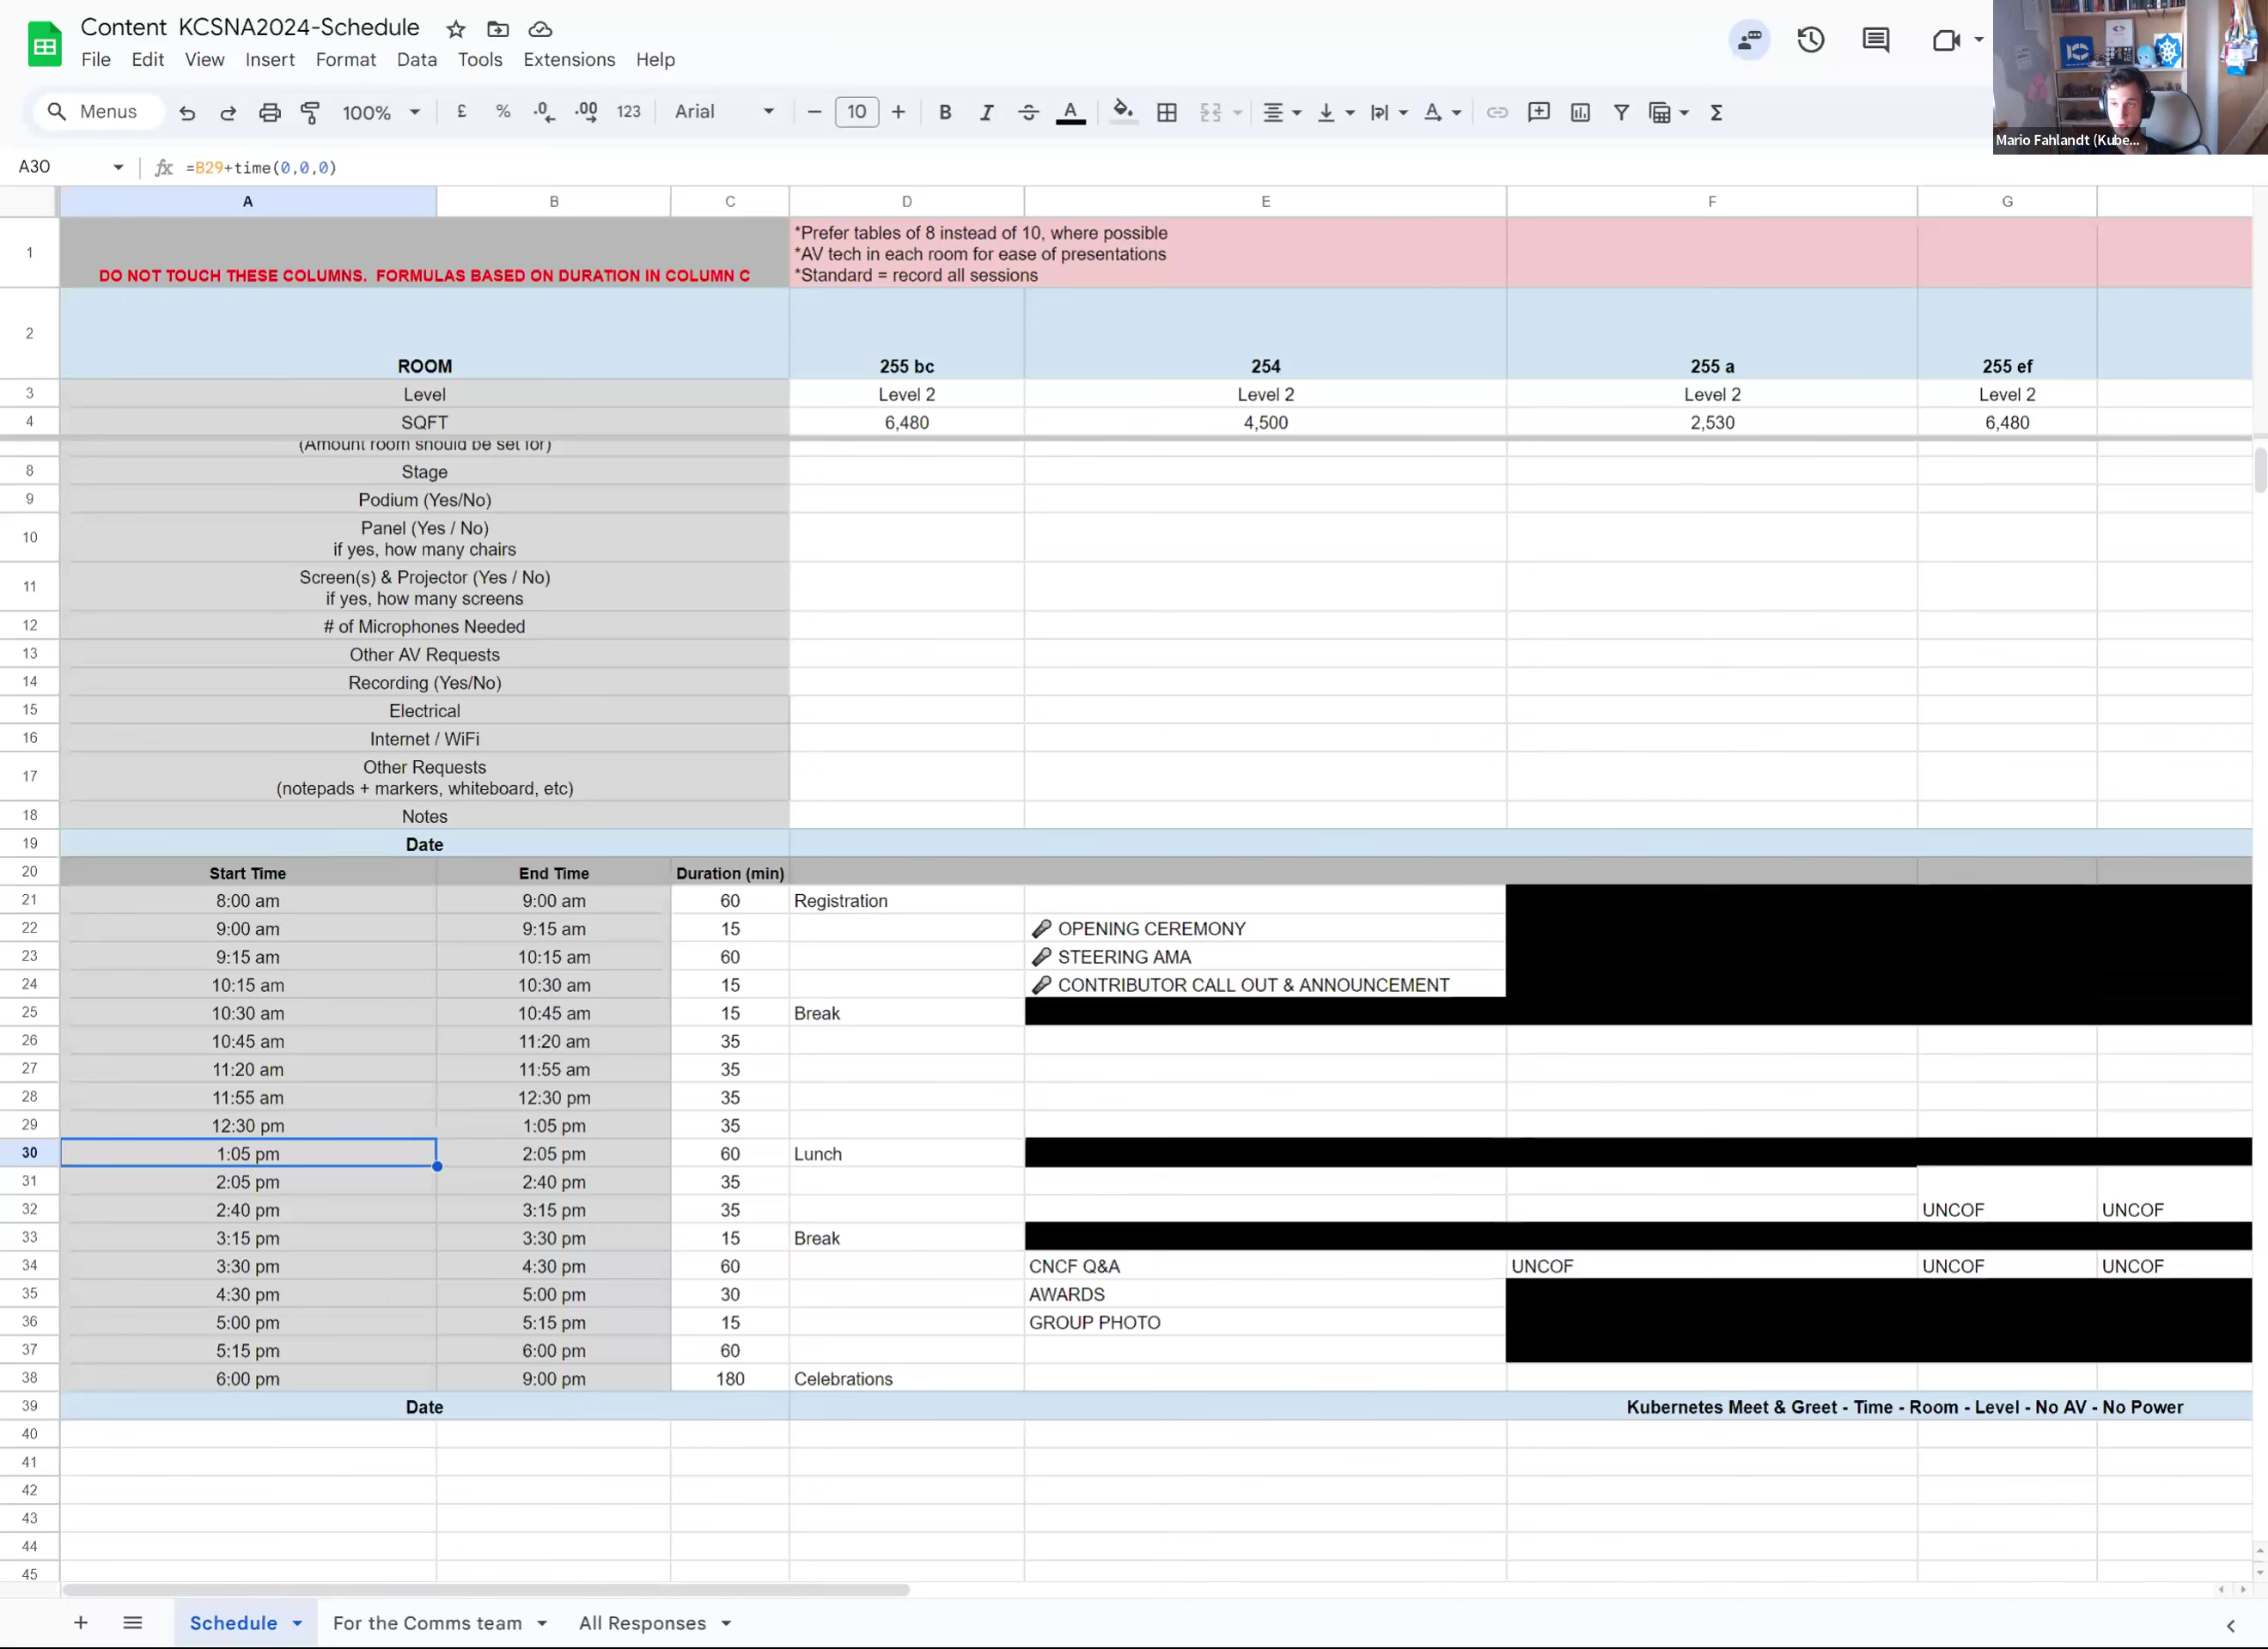 Content KCSNA2024-Schedule
File Edit View Insert Format Data Tools Extensions Help
Menus 100% £ % .0 .00 123 Arial 10 B I A
Mario Fahlandt (Kube...
A30 fx =B29+time(0,0,0)
A B C D E F G
1 DO NOT TOUCH THESE COLUMNS. FORMULAS BASED ON DURATION IN COLUMN C
*Prefer tables of 8 instead of 10, where possible
*AV tech in each room for ease of presentations
*Standard = record all sessions
2 ROOM 255 bc 254 255 a 255 ef
3 Level Level 2 Level 2 Level 2 Level 2
4 SQFT 6,480 4,500 2,530 6,480
(Amount room should be set for)
8 Stage
9 Podium (Yes/No)
10 Panel (Yes / No)
if yes, how many chairs
11 Screen(s) & Projector (Yes / No)
if yes, how many screens
12 # of Microphones Needed
13 Other AV Requests
14 Recording (Yes/No)
15 Electrical
16 Internet / WiFi
17 Other Requests
(notepads + markers, whiteboard, etc)
18 Notes
19 Date
20 Start Time End Time Duration (min)
21 8:00 am 9:00 am 60 Registration
22 9:00 am 9:15 am 15 🎤 OPENING CEREMONY
23 9:15 am 10:15 am 60 🎤 STEERING AMA
24 10:15 am 10:30 am 15 🎤 CONTRIBUTOR CALL OUT & ANNOUNCEMENT
25 10:30 am 10:45 am 15 Break
26 10:45 am 11:20 am 35
27 11:20 am 11:55 am 35
28 11:55 am 12:30 pm 35
29 12:30 pm 1:05 pm 35
30 1:05 pm 2:05 pm 60 Lunch
31 2:05 pm 2:40 pm 35
32 2:40 pm 3:15 pm 35 UNCOF UNCOF
33 3:15 pm 3:30 pm 15 Break
34 3:30 pm 4:30 pm 60 CNCF Q&A UNCOF UNCOF UNCOF
35 4:30 pm 5:00 pm 30 AWARDS
36 5:00 pm 5:15 pm 15 GROUP PHOTO
37 5:15 pm 6:00 pm 60
38 6:00 pm 9:00 pm 180 Celebrations
39 Date Kubernetes Meet & Greet - Time - Room - Level - No AV - No Power
40
41
42
43
44
45
Schedule For the Comms team All Responses